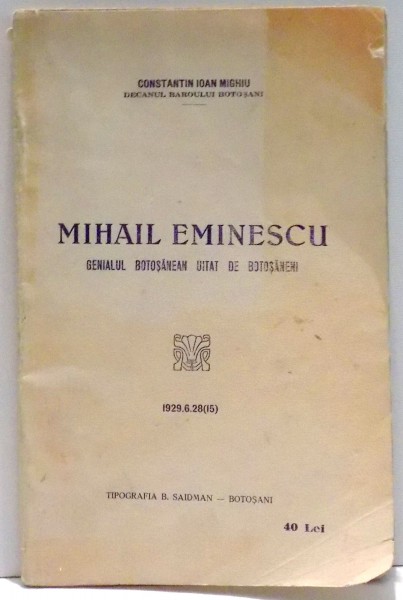 CONSTANTIN IOAN MIGHIU
DECANUL BAROULUI BOTOȘANI
MIHAIL EMINESCU
GENIALUL BOTOȘĂNEAN UITAT DE BOTOȘĂNENI
1929.6.28(15)
TIPOGRAFIA B. SAIDMAN — BOTOȘANI
40 Lei